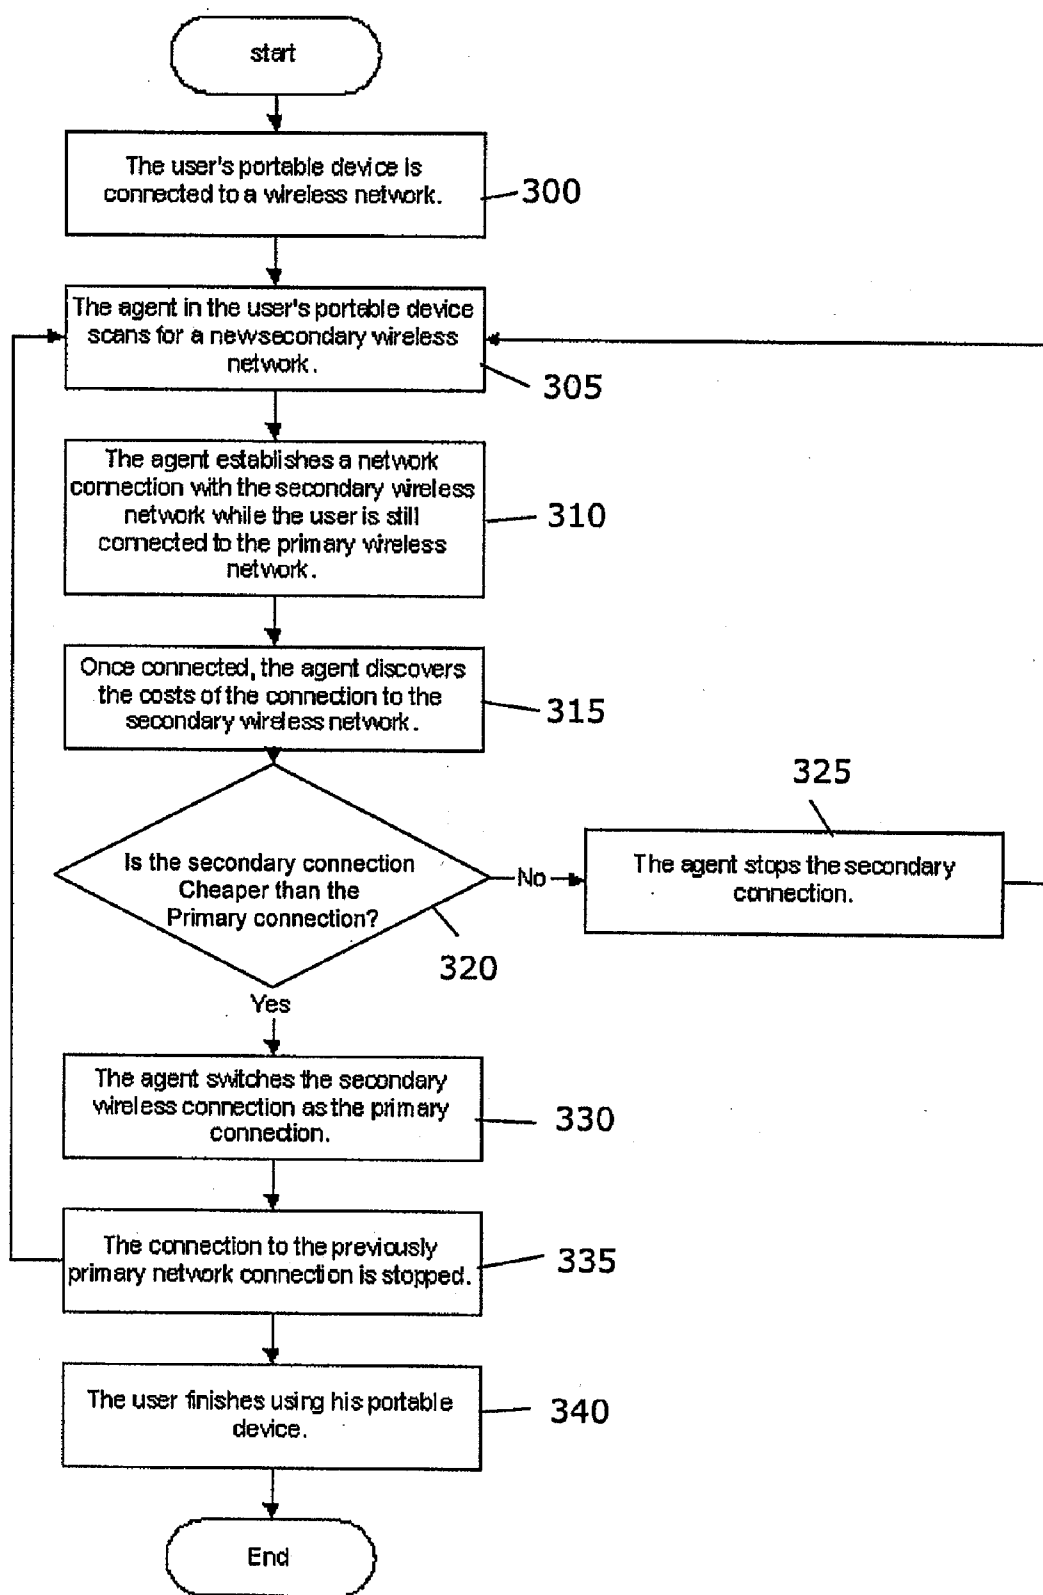 start
The user's portable device is
connected to a wireless network.
300
The agent in the user's portable device
scans for a newsecondary wireless
network.
305
The agent establishes a network
connection with the secondary wireless
network while the user is still
connected to the primary wireless
network.
310
Once connected, the agent discovers
the costs of the connection to the
secondary wireless network.
315
Is the secondary connection
Cheaper than the
Primary connection?
320
No
325
The agent stops the secondary
connection.
Yes
The agent switches the secondary
wireless connection as the primary
connection.
330
The connection to the previously
primary network connection is stopped.
335
The user finishes using his portable
device.
340
End